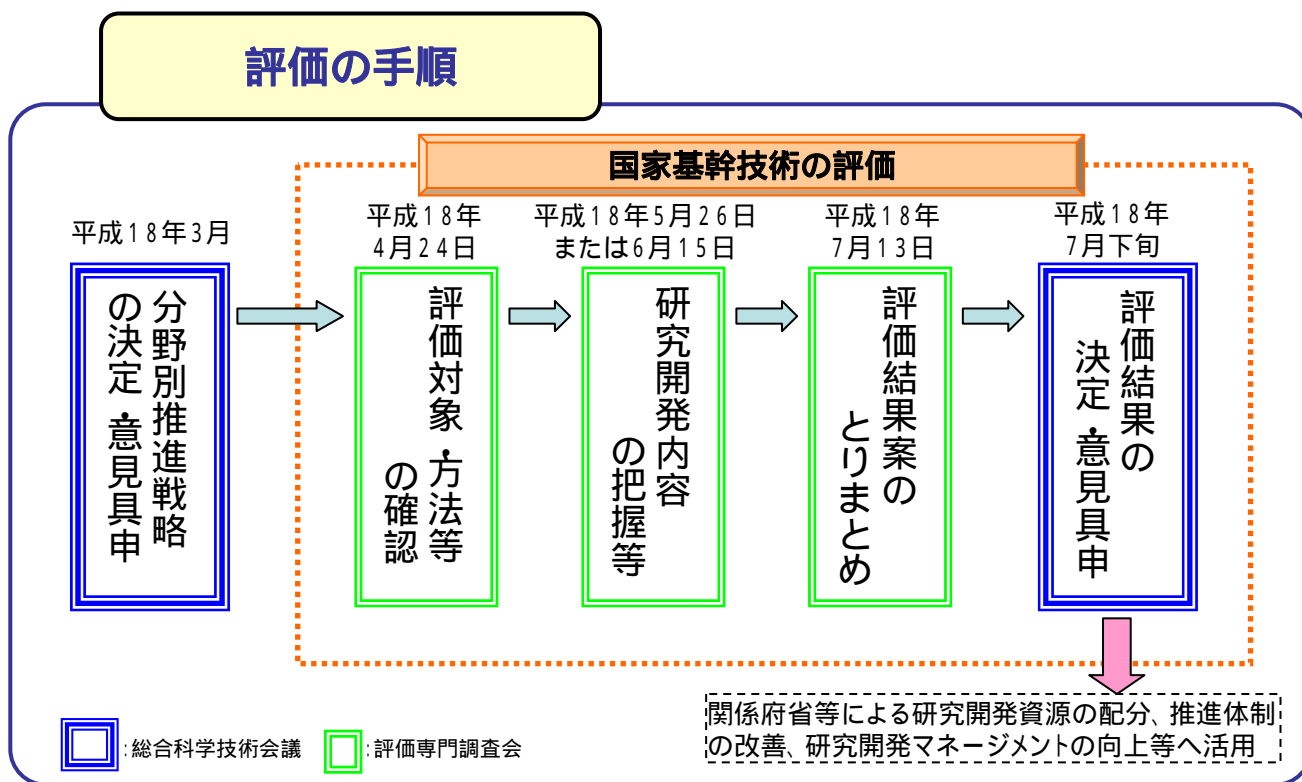 評価の手順
国家基幹技術の評価
平成18年3月
分野別推進戦略
の決定・意見具申
平成18年
4月24日
評価対象・方法等
の確認
平成18年5月26日
または6月15日
研究開発内容
の把握等
平成18年
7月13日
評価結果案の
とりまとめ
平成18年
7月下旬
評価結果の
決定・意見具申
関係府省等による研究開発資源の配分、推進体制
の改善、研究開発マネージメントの向上等へ活用
:総合科学技術会議
:評価専門調査会